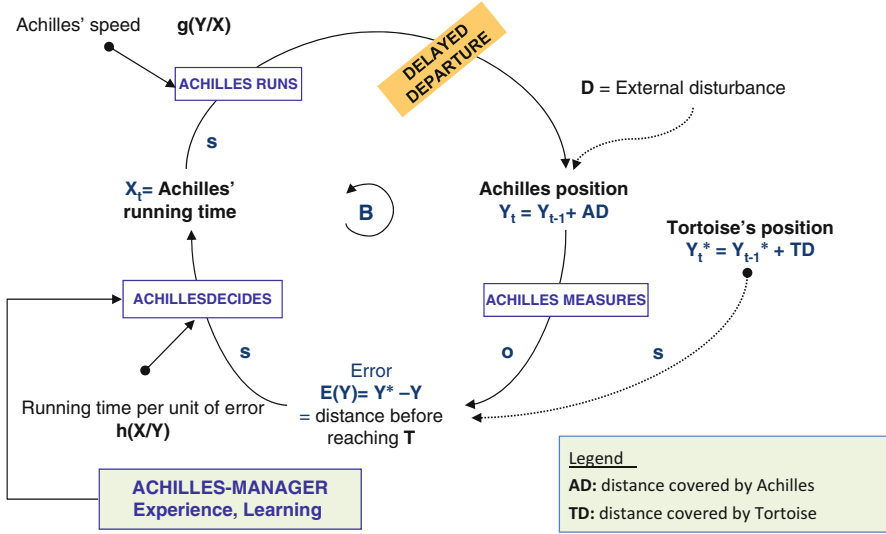 Achilles' speed
g(Y/X)
ACHILLES RUNS
DELAYED
DEPARTURE
D = External disturbance
s
Xt= Achilles'
running time
B
Achilles position
Yt = Yt-1+ AD
Tortoise's position
Yt* = Yt-1* + TD
ACHILLESDECIDES
ACHILLES MEASURES
s
o
s
Error
E(Y)= Y* –Y
= distance before
reaching T
Running time per unit of error
h(X/Y)
ACHILLES-MANAGER
Experience, Learning
Legend
AD: distance covered by Achilles
TD: distance covered by Tortoise